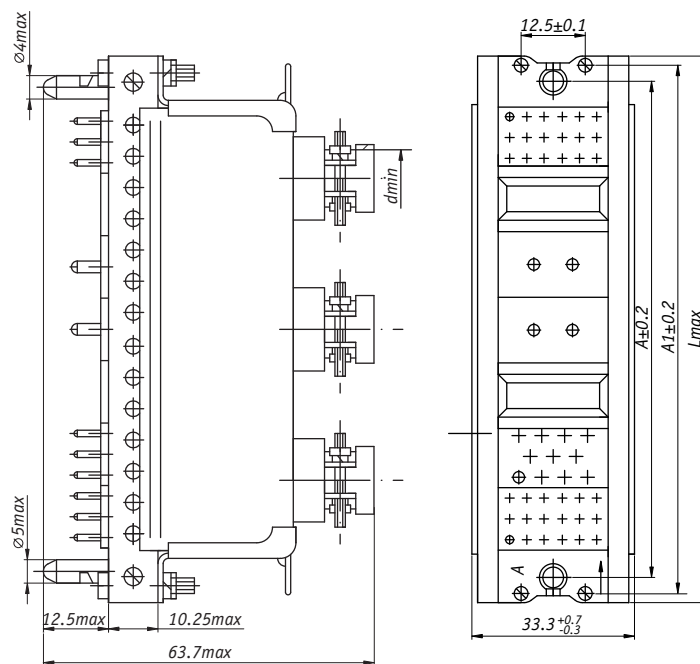 Ø4max
dmin
Ø5max
12.5max
10.25max
63.7max
12.5±0.1
A±0.2
A1±0.2
Lmax
A
33.3 +0.7 -0.3